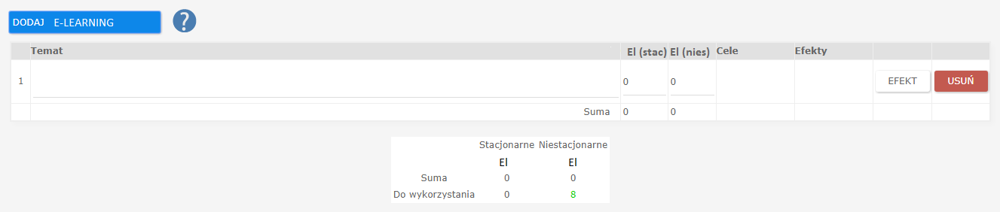 DODAJ E-LEARNING ?
Temat El (stac) El (nies) Cele Efekty
1 0 0 EFEKT USUŃ
Suma 0 0
Stacjonarne Niestacjonarne
El El
Suma 0 0
Do wykorzystania 0 8